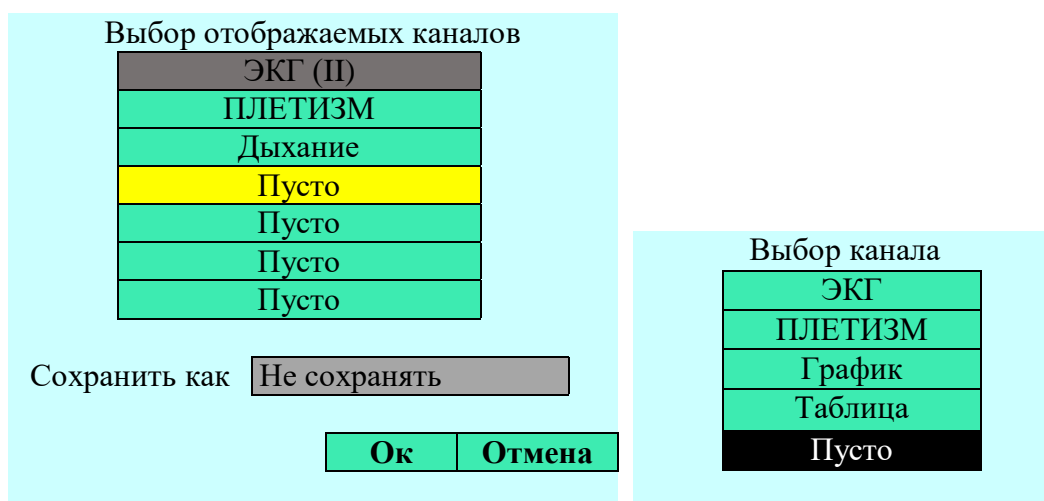 Выбор отображаемых каналов
ЭКГ (II)
ПЛЕТИЗМ
Дыхание
Пусто
Пусто
Пусто
Пусто
Сохранить как Не сохранять
Ок Отмена
Выбор канала
ЭКГ
ПЛЕТИЗМ
График
Таблица
Пусто